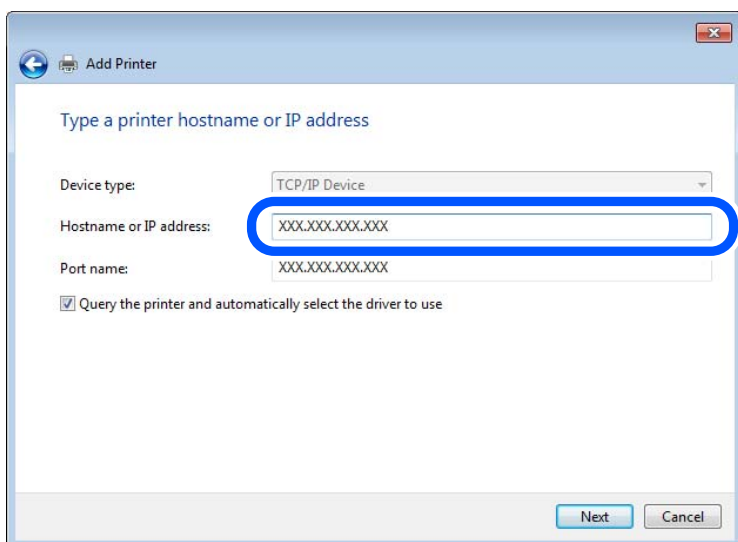 Add Printer
Type a printer hostname or IP address
Device type: TCP/IP Device
Hostname or IP address: XXX.XXX.XXX.XXX
Port name: XXX.XXX.XXX.XXX
Query the printer and automatically select the driver to use
Next Cancel